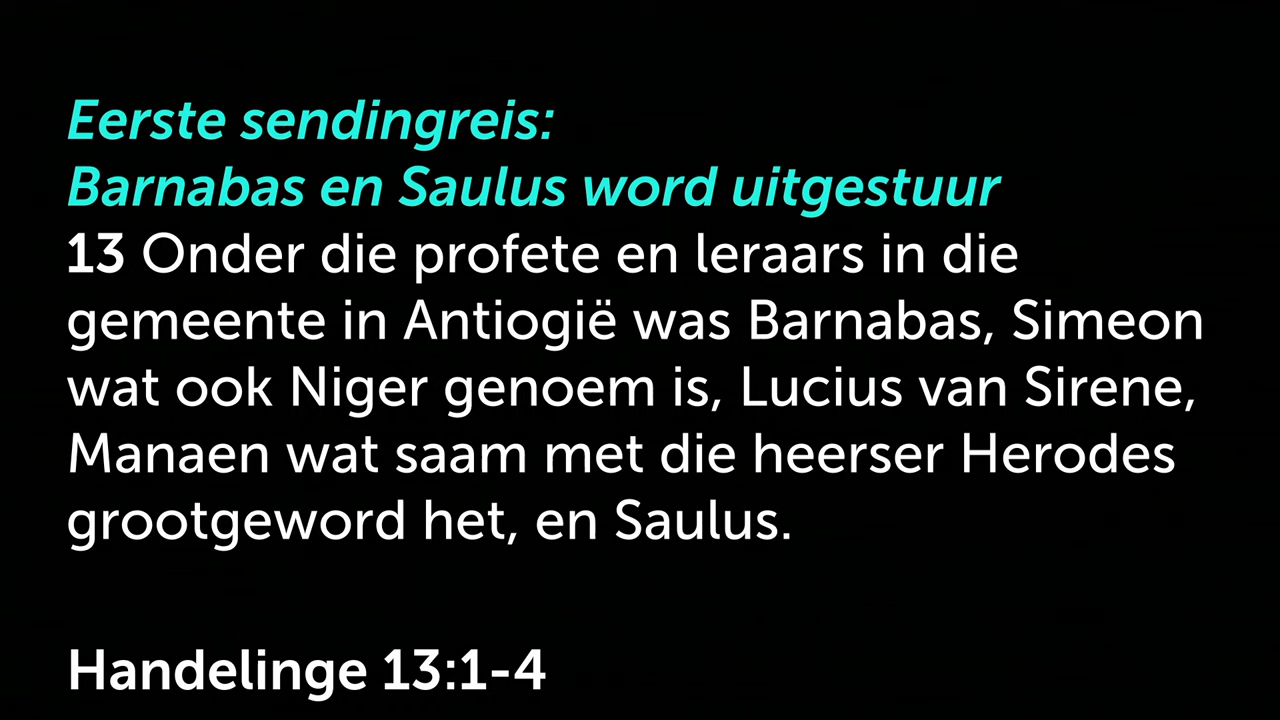 Eerste sendingreis:
Barnabas en Saulus word uitgestuur
13 Onder die profete en leraars in die
gemeente in Antiogië was Barnabas, Simeon
wat ook Niger genoem is, Lucius van Sirene,
Manaen wat saam met die heerser Herodes
grootgeword het, en Saulus.
Handelinge 13:1-4